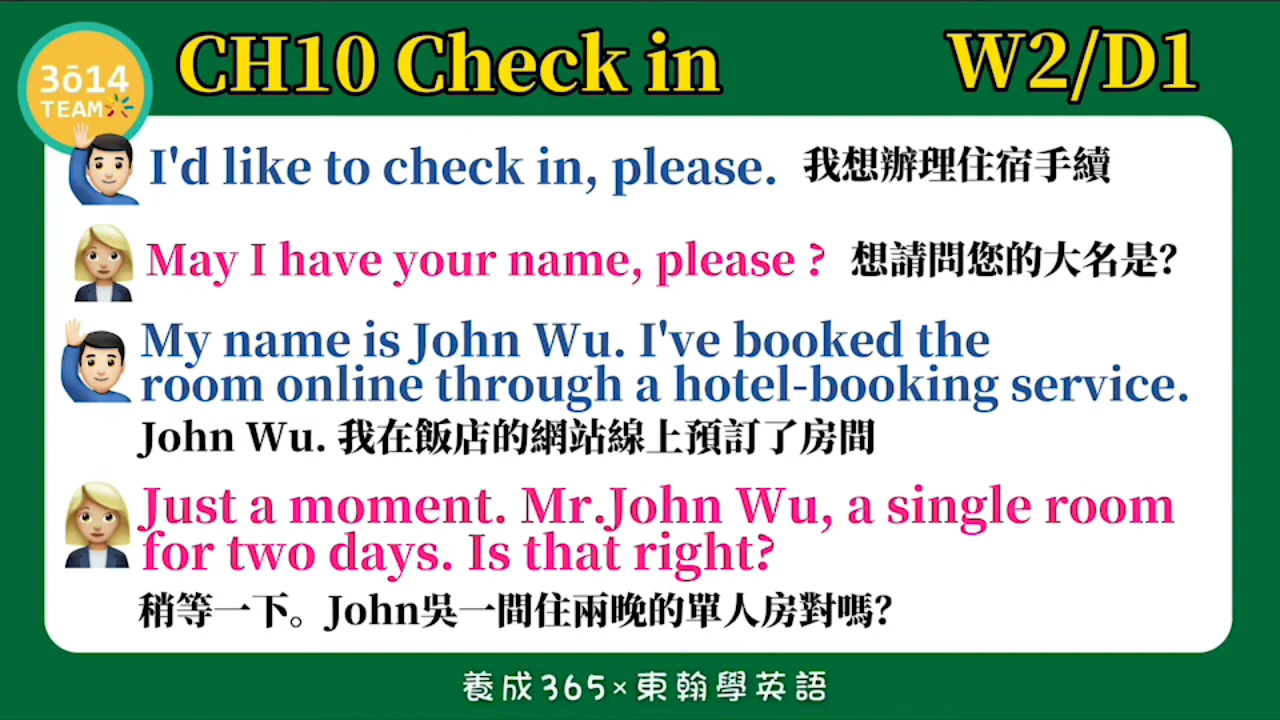 CH10 Check in
W2/D1
3ō14
TEAM
I'd like to check in, please. 我想辦理住宿手續
May I have your name, please ? 想請問您的大名是?
My name is John Wu. I've booked the
room online through a hotel-booking service.
John Wu. 我在飯店的網站線上預訂了房間
Just a moment. Mr.John Wu, a single room
for two days. Is that right?
稍等一下。John吳一間住兩晚的單人房對嗎?
養成365×東翰學英語